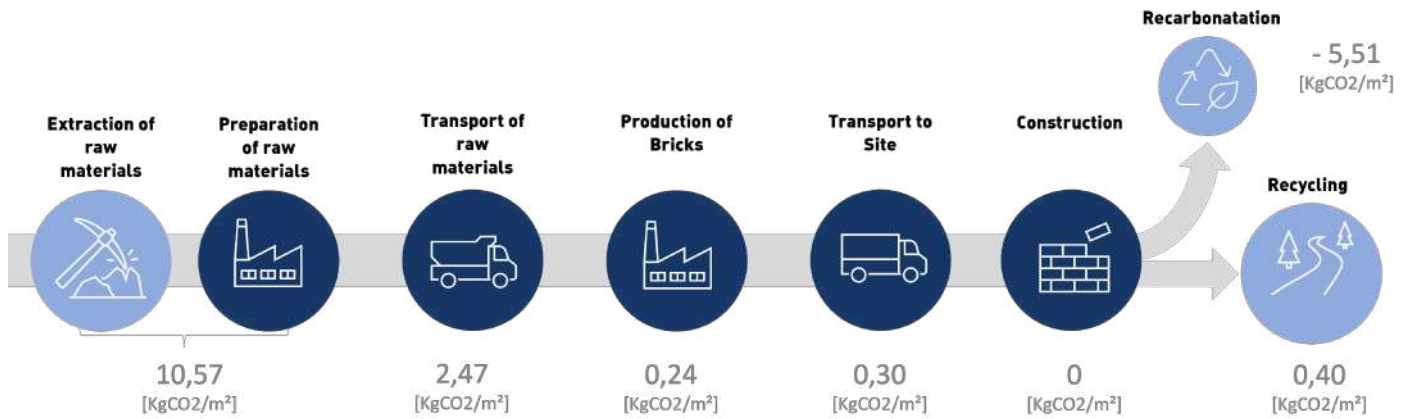 Recarbonatation
- 5,51
[KgCO2/m²]
Extraction of
raw
materials
Preparation
of raw
materials
Transport of
raw
materials
Production of
Bricks
Transport to
Site
Construction
Recycling
10,57
[KgCO2/m²]
2,47
[KgCO2/m²]
0,24
[KgCO2/m²]
0,30
[KgCO2/m²]
0
[KgCO2/m²]
0,40
[KgCO2/m²]